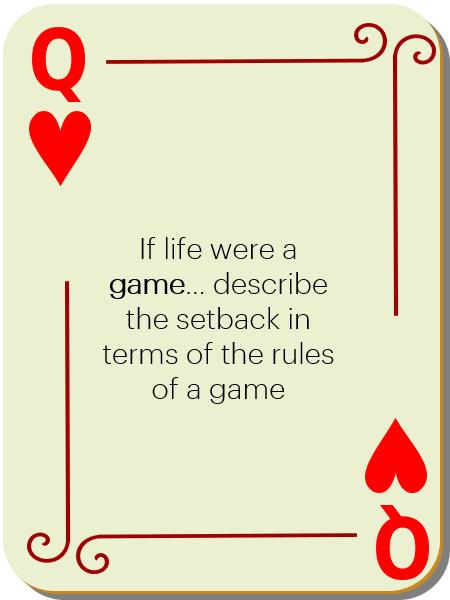 Q
If life were a
game... describe
the setback in
terms of the rules
of a game
Q